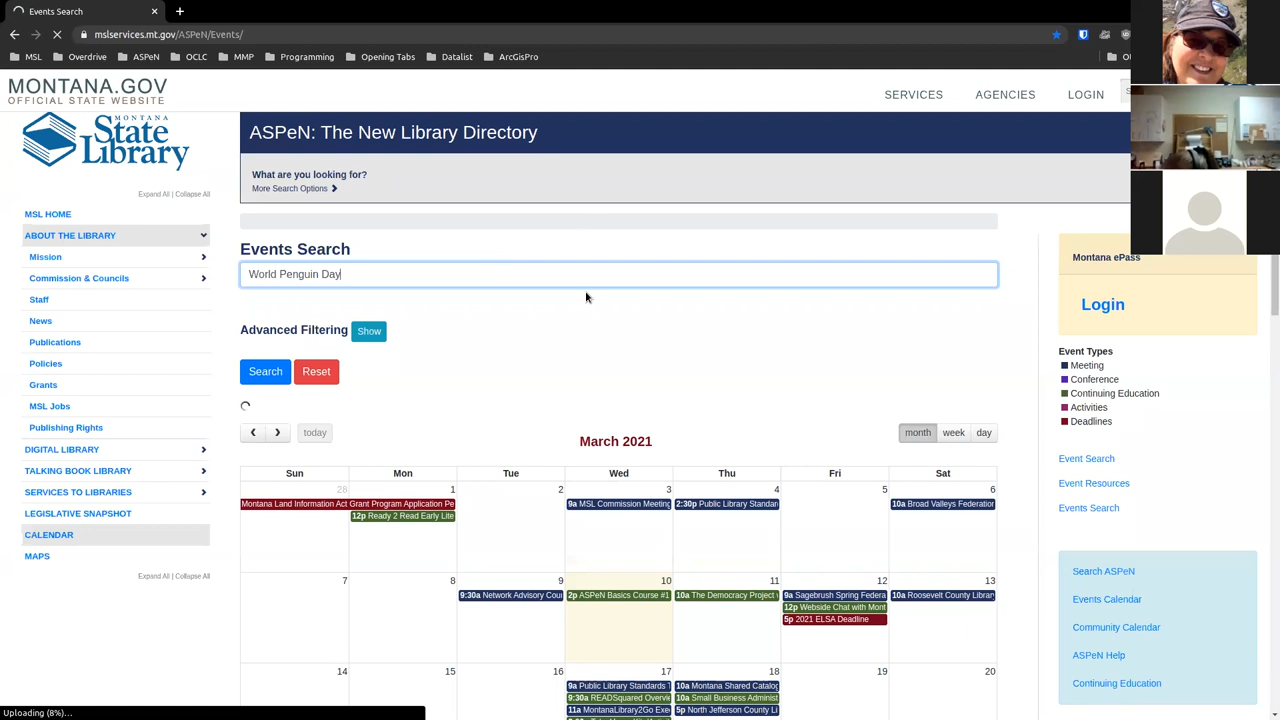 Events Search
mslservices.mt.gov/ASPeN/Events/
MSL Overdrive ASPeN OCLC MMP Programming Opening Tabs Datalist ArcGisPro
MONTANA.GOV
OFFICIAL STATE WEBSITE
SERVICES AGENCIES LOGIN
MONTANA
State Library
ASPeN: The New Library Directory
What are you looking for?
More Search Options
Expand All | Collapse All
MSL HOME
ABOUT THE LIBRARY
Mission
Commission & Councils
Staff
News
Publications
Policies
Grants
MSL Jobs
Publishing Rights
DIGITAL LIBRARY
TALKING BOOK LIBRARY
SERVICES TO LIBRARIES
LEGISLATIVE SNAPSHOT
CALENDAR
MAPS
Expand All | Collapse All
Events Search
World Penguin Day
Advanced Filtering Show
Search Reset
today
March 2021
month week day
Sun Mon Tue Wed Thu Fri Sat
28 1 2 3 4 5 6
Montana Land Information Act Grant Program Application Pe
9a MSL Commission Meeting
2:30p Public Library Standar
10a Broad Valleys Federation
12p Ready 2 Read Early Lite
7 8 9 10 11 12 13
9:30a Network Advisory Cou
2p ASPeN Basics Course #1
10a The Democracy Project
9a Sagebrush Spring Federa
10a Roosevelt County Library
12p Webside Chat with Mont
5p 2021 ELSA Deadline
14 15 16 17 18 19 20
9a Public Library Standards
10a Montana Shared Catalog
9:30a READSquared Overvie
10a Small Business Administ
11a MontanaLibrary2Go Exe
5p North Jefferson County Li
Montana ePass
Login
Event Types
Meeting
Conference
Continuing Education
Activities
Deadlines
Event Search
Event Resources
Events Search
Search ASPeN
Events Calendar
Community Calendar
ASPeN Help
Continuing Education
Uploading (8%)...